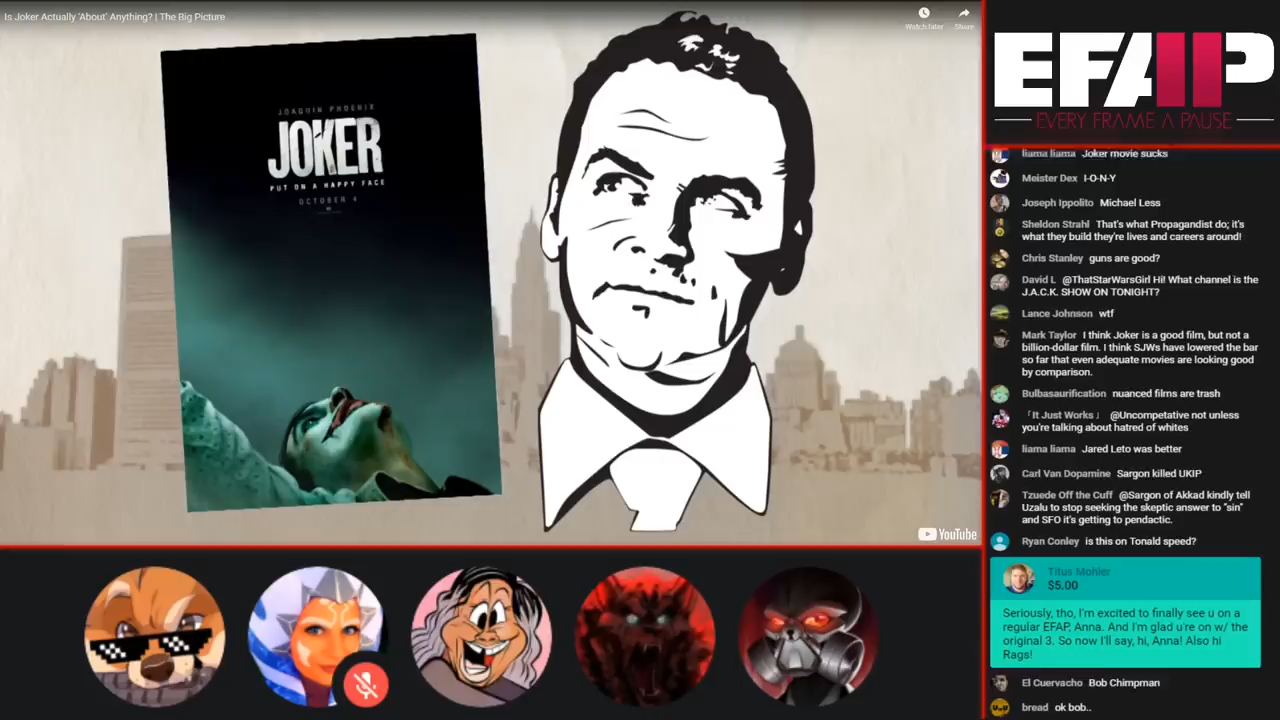 Is Joker Actually 'About' Anything? | The Big Picture
Watch later
Share
JOAQUIN PHOENIX
JOKER
PUT ON A HAPPY FACE
OCTOBER 4
YouTube
EFAP
EVERY FRAME A PAUSE
liama liama Joker movie sucks
Meister Dex I-O-N-Y
Joseph Ippolito Michael Less
Sheldon Strahl That's what Propagandist do; it's
what they build they're lives and careers around!
Chris Stanley guns are good?
David L @ThatStarWarsGirl Hi! What channel is the
J.A.C.K. SHOW ON TONIGHT?
Lance Johnson wtf
Mark Taylor I think Joker is a good film, but not a
billion-dollar film. I think SJWs have lowered the bar
so far that even adequate movies are looking good
by comparison.
Bulbasaurification nuanced films are trash
「It Just Works」 @Uncompetative not unless
you're talking about hatred of whites
liama liama Jared Leto was better
Carl Van Dopamine Sargon killed UKIP
Tzuede Off the Cuff @Sargon of Akkad kindly tell
Uzalu to stop seeking the skeptic answer to "sin"
and SFO it's getting to pendactic.
Ryan Conley is this on Tonald speed?
Titus Mohler
$5.00
Seriously, tho, I'm excited to finally see u on a
regular EFAP, Anna. And I'm glad u're on w/ the
original 3. So now I'll say, hi, Anna! Also hi
Rags!
El Cuervacho Bob Chimpman
bread ok bob..